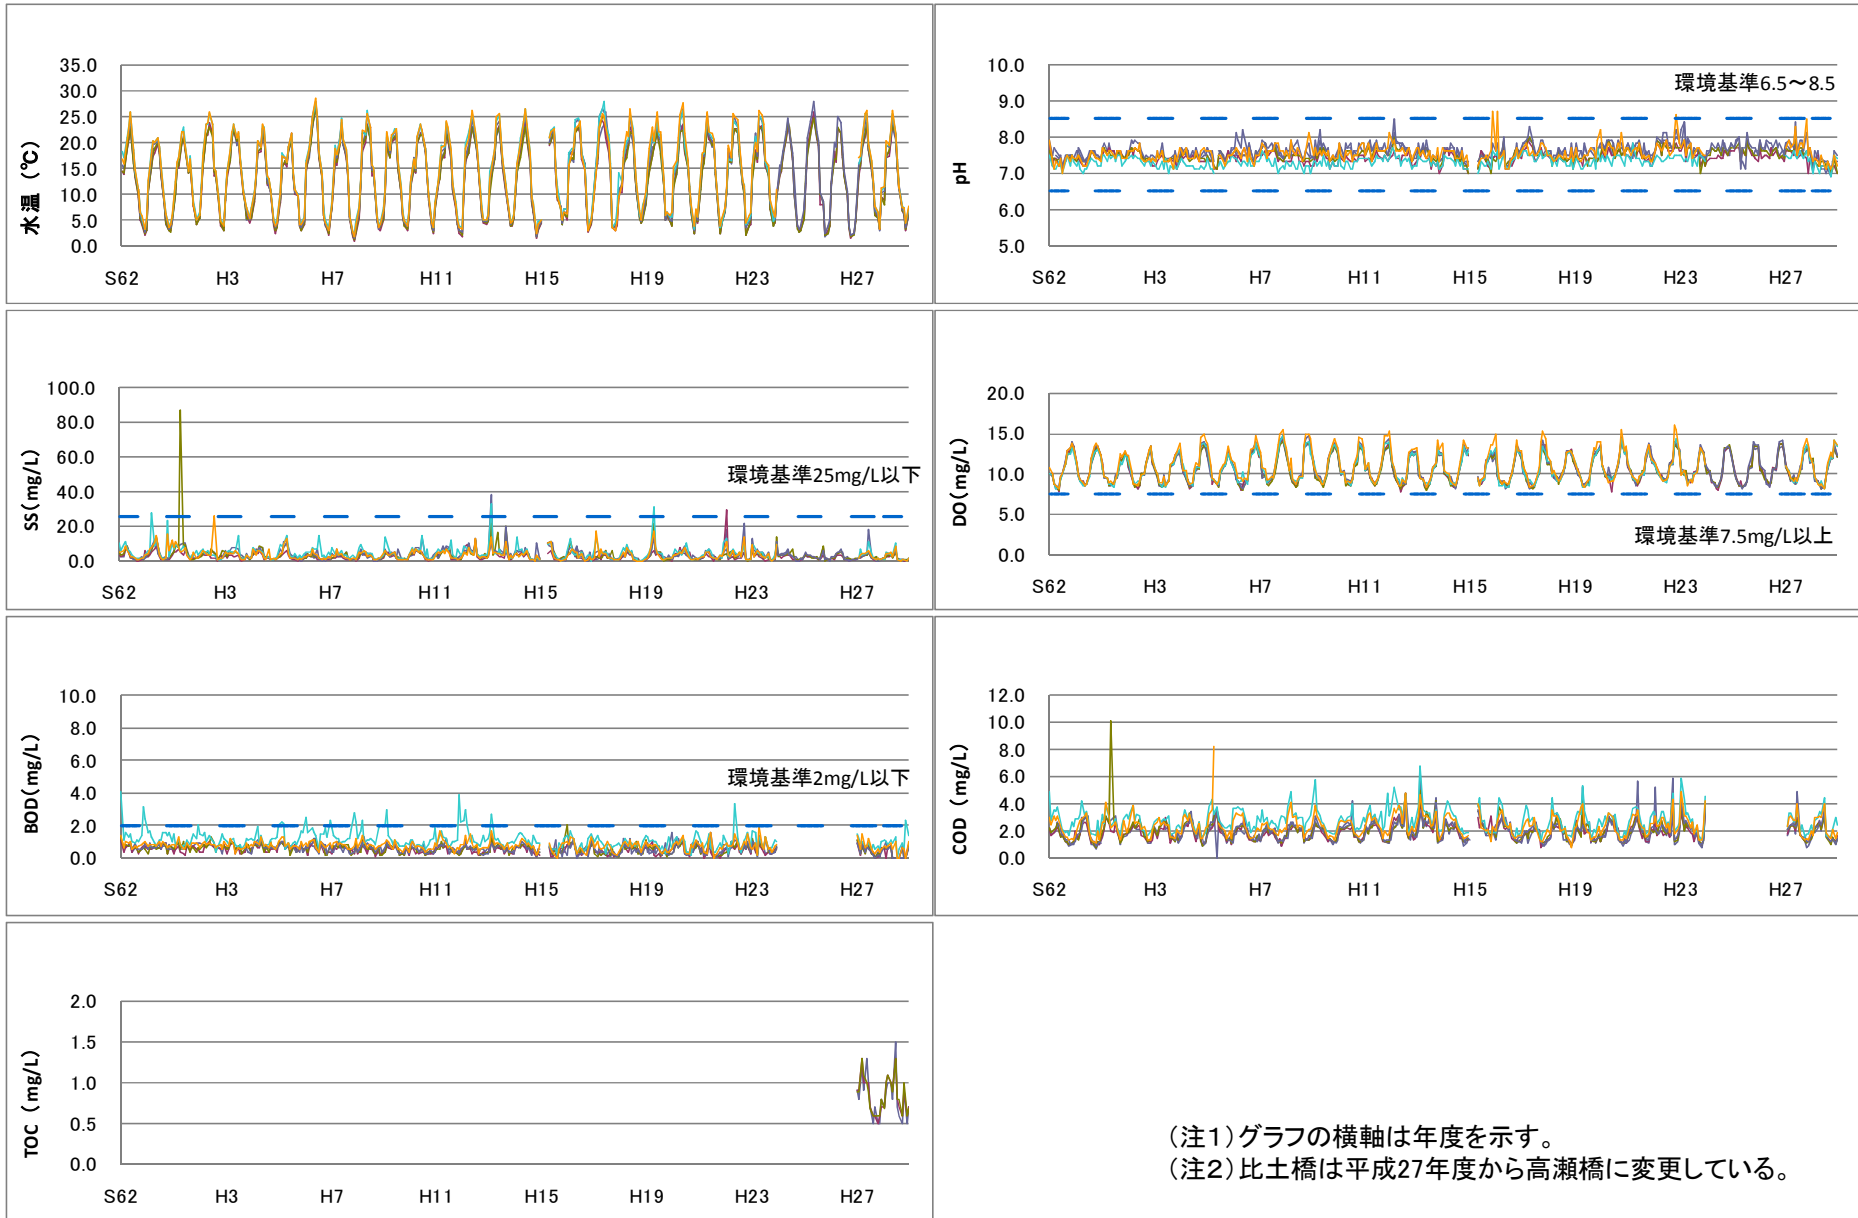 水温 (℃)
35.0
30.0
25.0
20.0
15.0
10.0
5.0
0.0
S62 H3 H7 H11 H15 H19 H23 H27
pH
環境基準6.5～8.5
10.0
9.0
8.0
7.0
6.0
5.0
S62 H3 H7 H11 H15 H19 H23 H27
SS(mg/L)
100.0
80.0
60.0
環境基準25mg/L以下
40.0
20.0
0.0
S62 H3 H7 H11 H15 H19 H23 H27
DO(mg/L)
20.0
15.0
10.0
5.0
環境基準7.5mg/L以上
0.0
S62 H3 H7 H11 H15 H19 H23 H27
BOD(mg/L)
10.0
8.0
6.0
環境基準2mg/L以下
4.0
2.0
0.0
S62 H3 H7 H11 H15 H19 H23 H27
COD (mg/L)
12.0
10.0
8.0
6.0
4.0
2.0
0.0
S62 H3 H7 H11 H15 H19 H23 H27
TOC (mg/L)
2.0
1.5
1.0
0.5
0.0
S62 H3 H7 H11 H15 H19 H23 H27
(注1)グラフの横軸は年度を示す。
(注2)比土橋は平成27年度から高瀬橋に変更している。